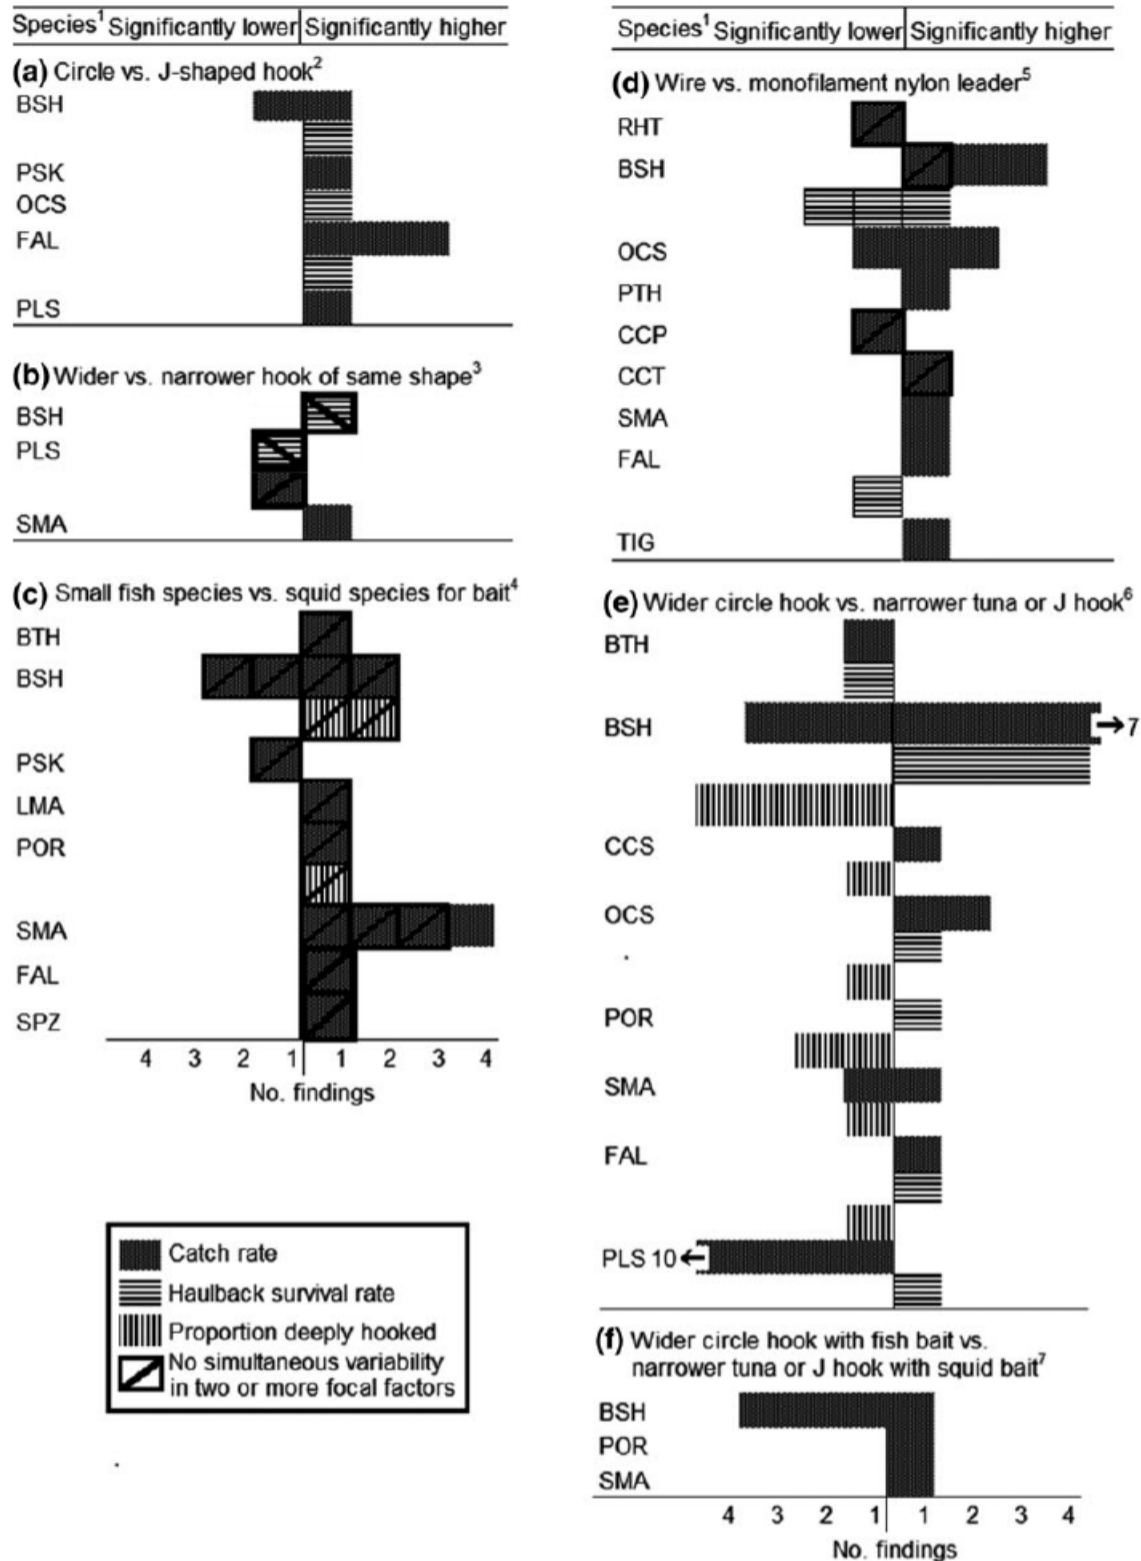 Species¹ Significantly lower Significantly higher
(a) Circle vs. J-shaped hook²
BSH
PSK
OCS
FAL
PLS
(b) Wider vs. narrower hook of same shape³
BSH
PLS
SMA
(c) Small fish species vs. squid species for bait⁴
BTH
BSH
PSK
LMA
POR
SMA
FAL
SPZ
4 3 2 1 1 2 3 4
No. findings
Catch rate
Haulback survival rate
Proportion deeply hooked
No simultaneous variability
in two or more focal factors
Species¹ Significantly lower Significantly higher
(d) Wire vs. monofilament nylon leader⁵
RHT
BSH
OCS
PTH
CCP
CCT
SMA
FAL
TIG
(e) Wider circle hook vs. narrower tuna or J hook⁶
BTH
BSH →7
CCS
OCS
POR
SMA
FAL
PLS 10←
(f) Wider circle hook with fish bait vs.
narrower tuna or J hook with squid bait⁷
BSH
POR
SMA
4 3 2 1 1 2 3 4
No. findings